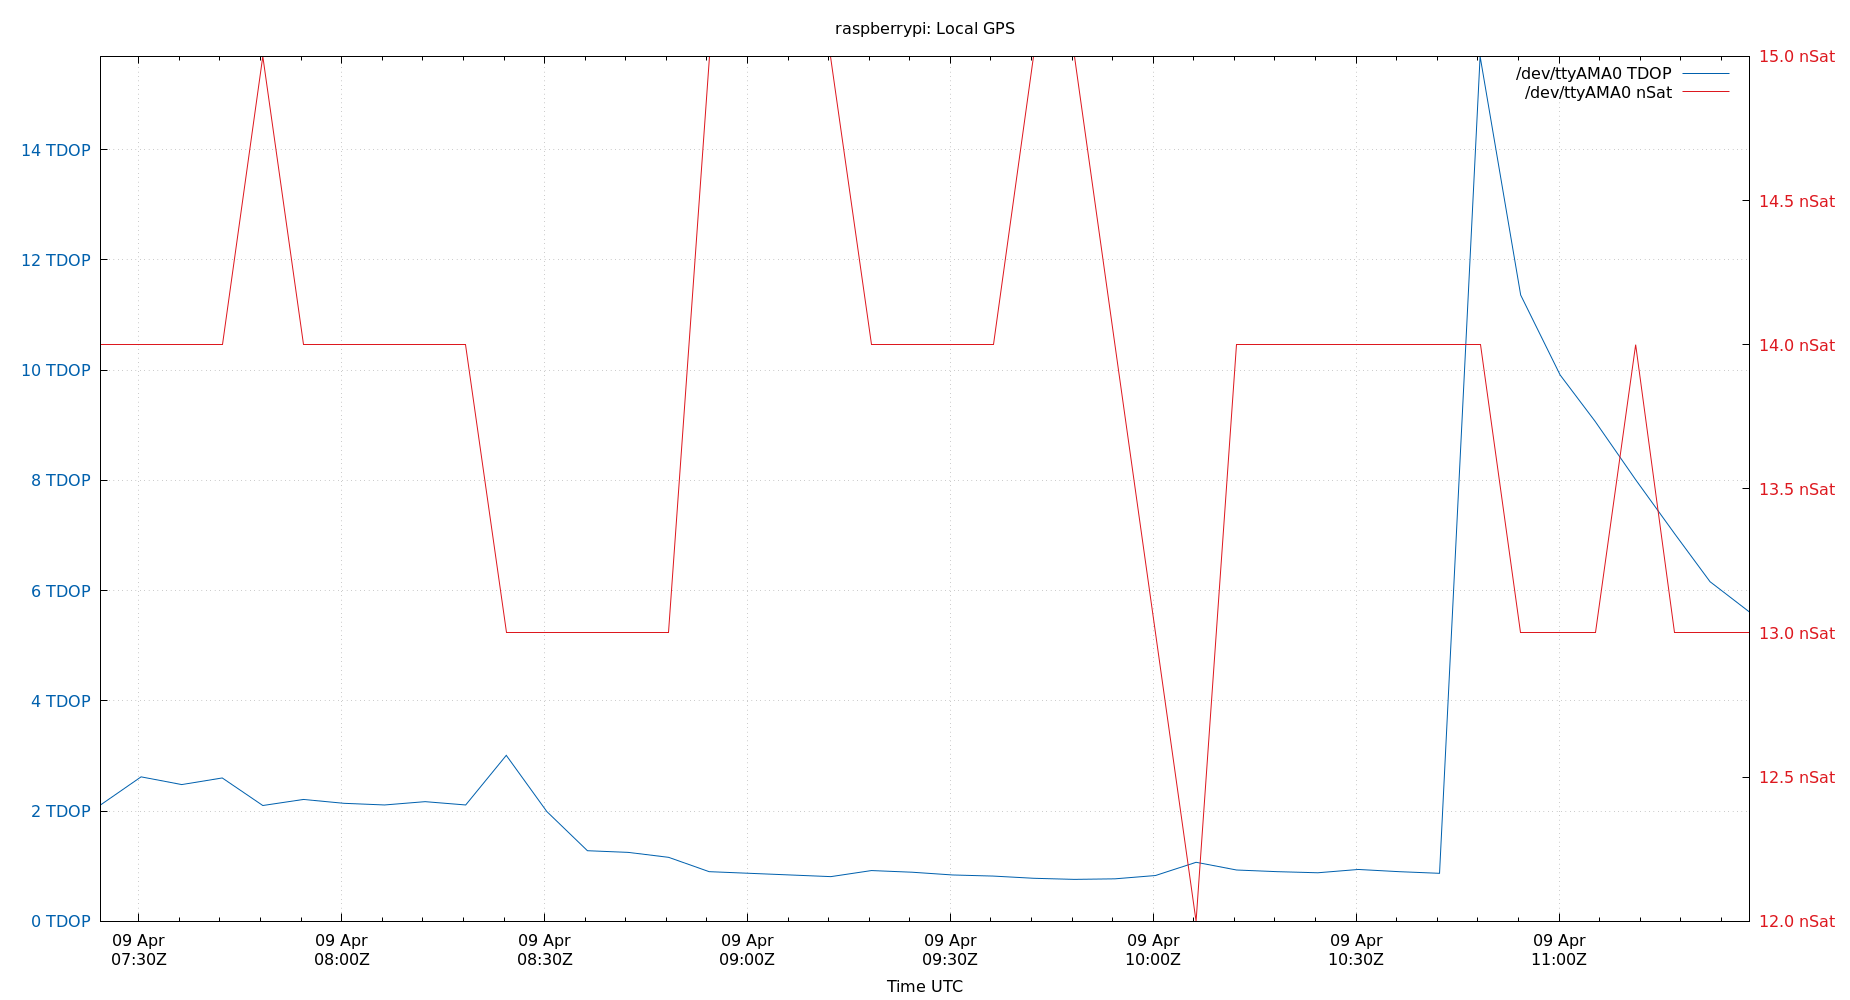 raspberrypi: Local GPS
/dev/ttyAMA0 TDOP
/dev/ttyAMA0 nSat
14 TDOP
12 TDOP
10 TDOP
8 TDOP
6 TDOP
4 TDOP
2 TDOP
0 TDOP
15.0 nSat
14.5 nSat
14.0 nSat
13.5 nSat
13.0 nSat
12.5 nSat
12.0 nSat
09 Apr
07:30Z
09 Apr
08:00Z
09 Apr
08:30Z
09 Apr
09:00Z
09 Apr
09:30Z
09 Apr
10:00Z
09 Apr
10:30Z
09 Apr
11:00Z
Time UTC